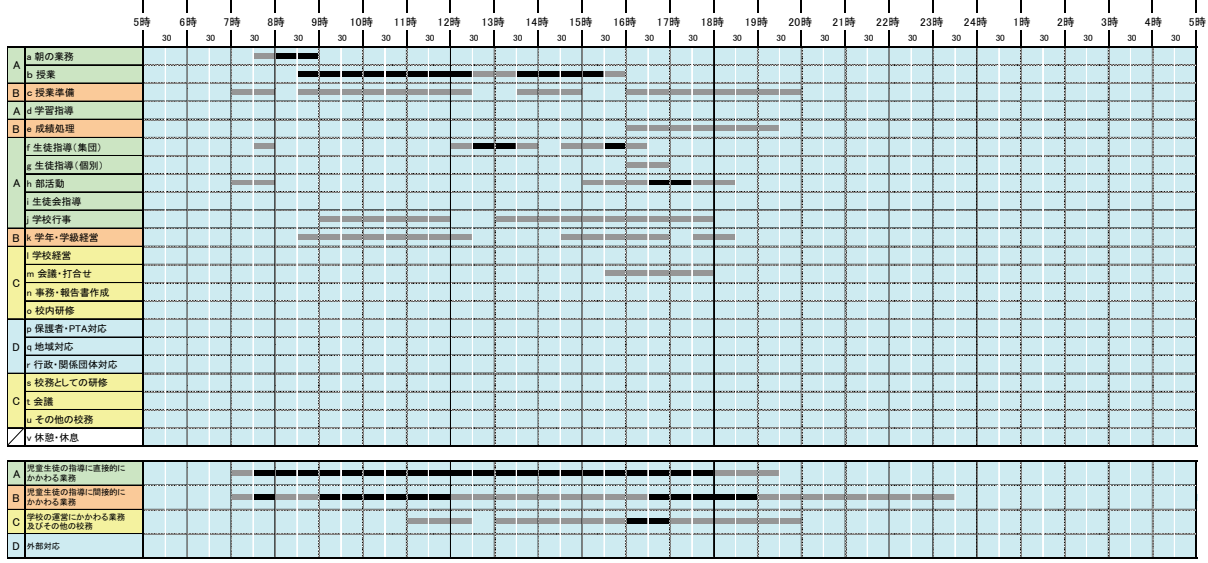 5時 6時 7時 8時 9時 10時 11時 12時 13時 14時 15時 16時 17時 18時 19時 20時 21時 22時 23時 24時 1時 2時 3時 4時 5時
30 30 30 30 30 30 30 30 30 30 30 30 30 30 30 30 30 30 30 30 30 30 30 30
A
a 朝の業務
b 授業
B c 授業準備
A d 学習指導
B e 成績処理
A
f 生徒指導(集団)
g 生徒指導(個別)
h 部活動
i 生徒会指導
j 学校行事
B k 学年・学級経営
C
l 学校経営
m 会議・打合せ
n 事務・報告書作成
o 校内研修
D
p 保護者・PTA対応
q 地域対応
r 行政・関係団体対応
C
s 校務としての研修
t 会議
u その他の校務
v 休憩・休息
A 児童生徒の指導に直接的に
かかわる業務
B 児童生徒の指導に間接的に
かかわる業務
C 学校の運営にかかわる業務
及びその他の校務
D 外部対応